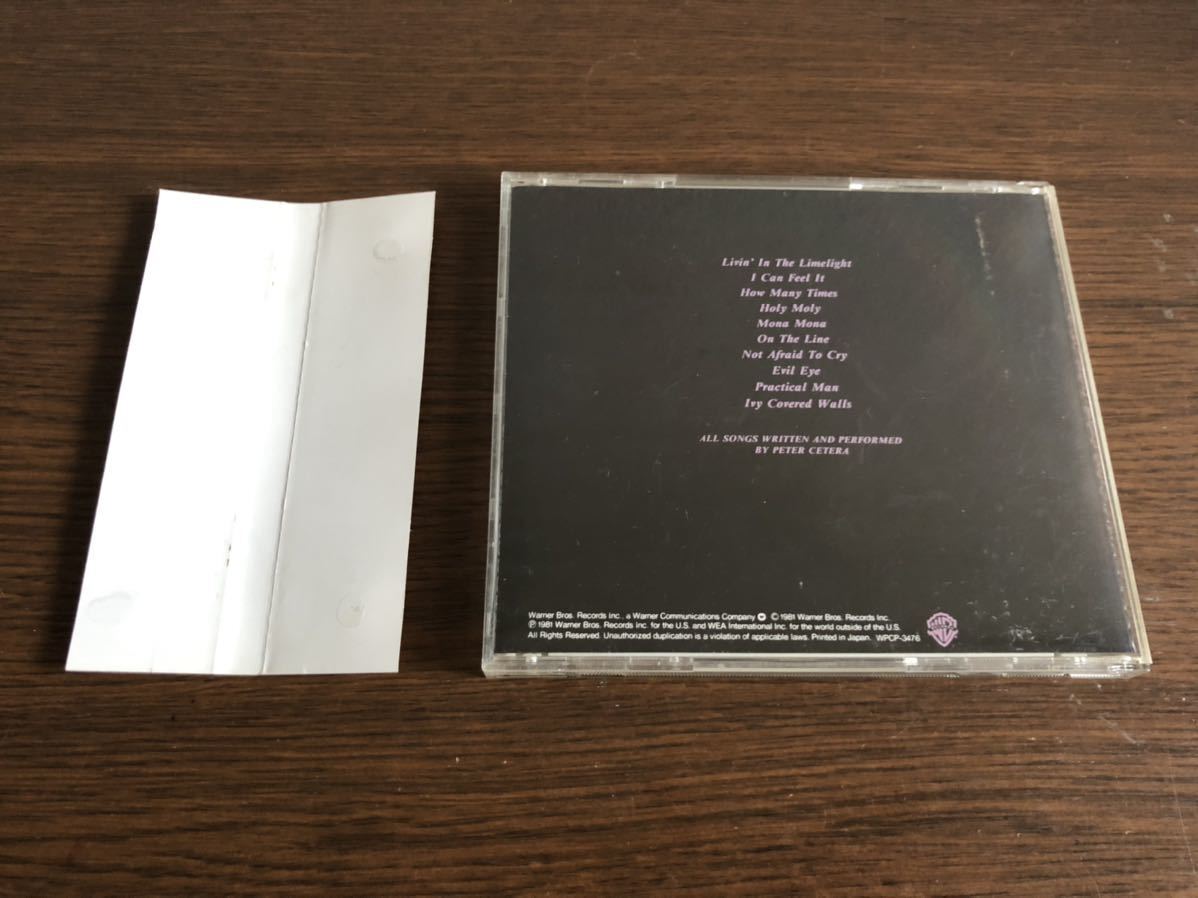 Livin' In The Limelight
I Can Feel It
How Many Times
Holy Moly
Mona Mona
On The Line
Not Afraid To Cry
Evil Eye
Practical Man
Ivy Covered Walls
ALL SONGS WRITTEN AND PERFORMED
BY PETER CETERA
Warner Bros. Records Inc., a Warner Communications Company © 1981 Warner Bros. Records Inc.
℗ 1981 Warner Bros. Records Inc. for the U.S. and WEA International Inc. for the world outside of the U.S.
All Rights Reserved. Unauthorized duplication is a violation of applicable laws. Printed in Japan. WPCP-3476